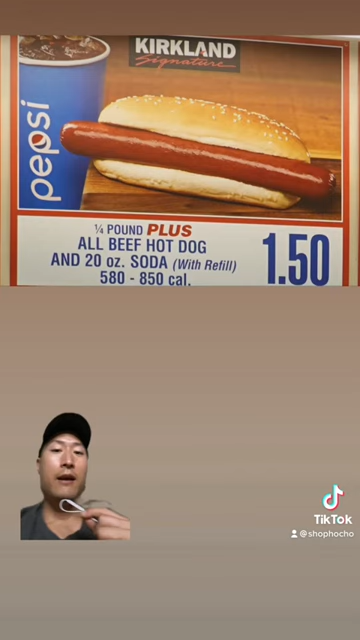 KIRKLAND
Signature
pepsi
¼ POUND PLUS
ALL BEEF HOT DOG
AND 20 oz. SODA (With Refill)
580 - 850 cal.
1.50
TikTok
@shophocho